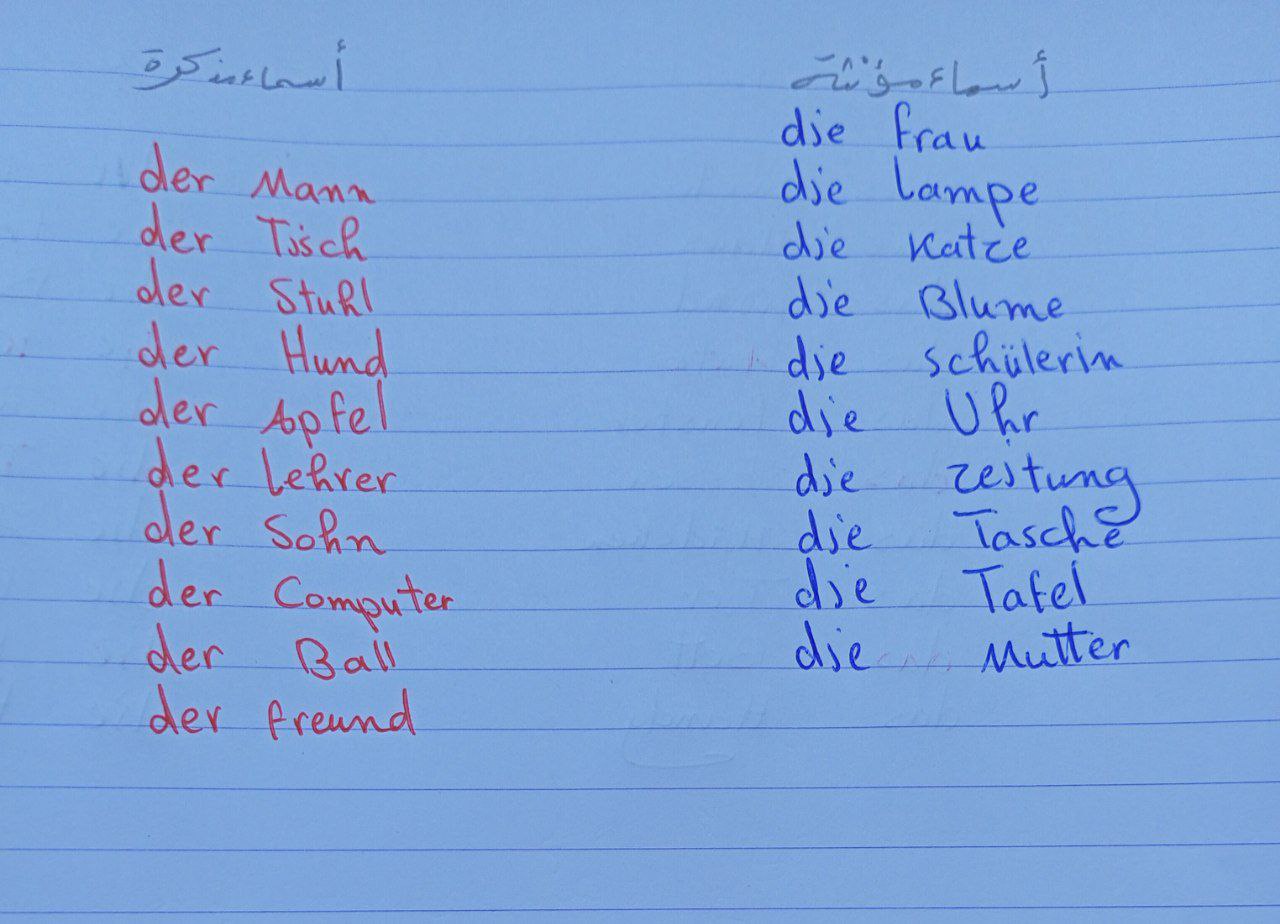 أسماء مذكرة
der Mann
der Tisch
der Stuhl
der Hund
der Apfel
der Lehrer
der Sohn
der Computer
der Ball
der freund
أسماء مؤنثة
die frau
die Lampe
die Katze
die Blume
die schülerin
die Uhr
die zeitung
die Tasche
die Tafel
die Mutter